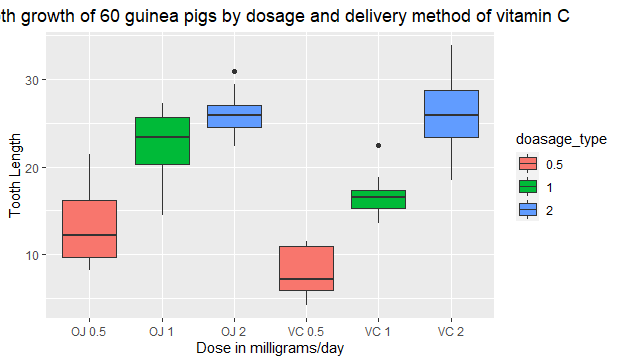 th growth of 60 guinea pigs by dosage and delivery method of vitamin C
30
20
10
Tooth Length
OJ 0.5 OJ 1 OJ 2 VC 0.5 VC 1 VC 2
Dose in milligrams/day
doasage_type
0.5
1
2